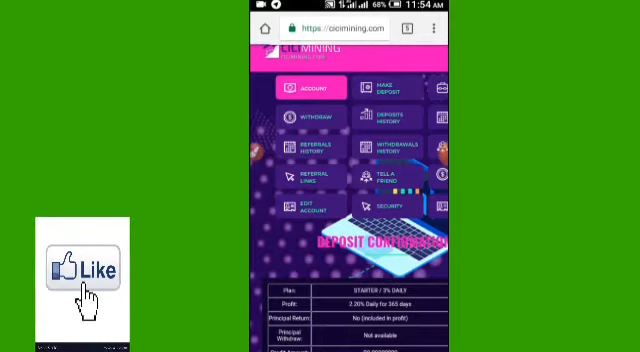 68% 11:54 AM
https://cicimining.com
CICIMINING
ACCOUNT
MAKE DEPOSIT
WITHDRAW
DEPOSITS HISTORY
REFERRALS HISTORY
WITHDRAWALS HISTORY
REFERRAL LINKS
TELL A FRIEND
EDIT ACCOUNT
SECURITY
DEPOSIT CONFIRMATIO
Plan: STARTER / 3% DAILY
Profit: 2.20% Daily for 365 days
Principal Return: No (included in profit)
Principal Withdraw: Not available
Like